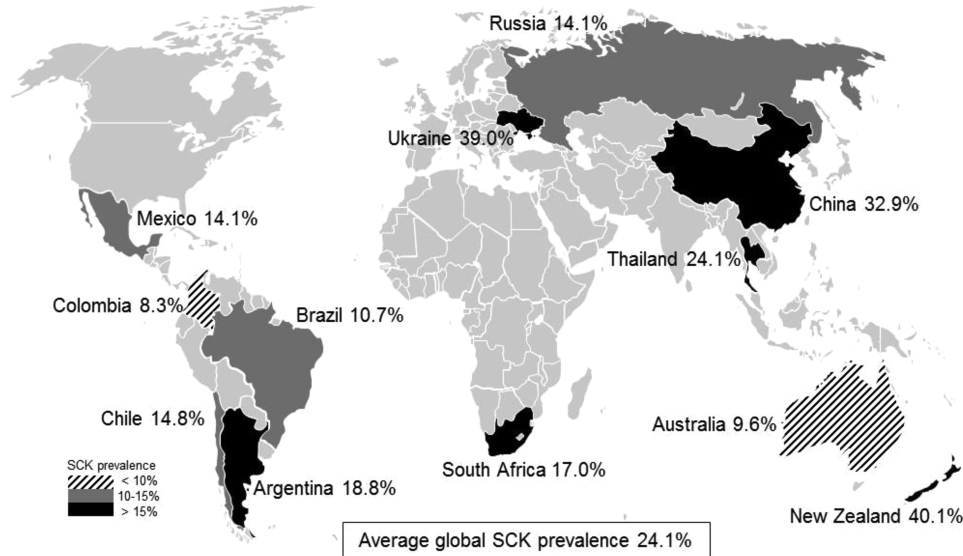 Russia 14.1%
Ukraine 39.0%
China 32.9%
Mexico 14.1%
Thailand 24.1%
Colombia 8.3%
Brazil 10.7%
Chile 14.8%
Australia 9.6%
South Africa 17.0%
Argentina 18.8%
New Zealand 40.1%
SCK prevalence
< 10%
10-15%
> 15%
Average global SCK prevalence 24.1%